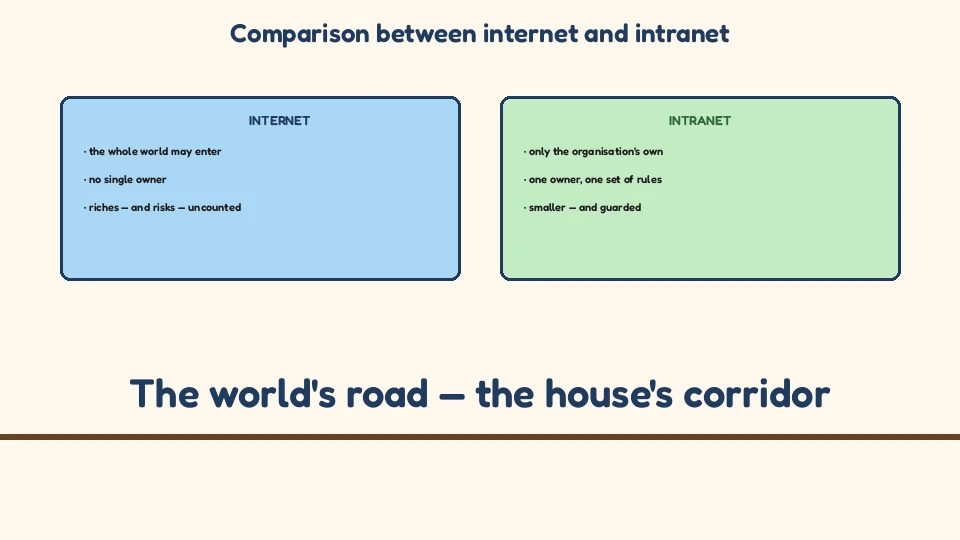 Comparison between internet and intranet
INTERNET
· the whole world may enter
· no single owner
· riches — and risks — uncounted
INTRANET
· only the organisation's own
· one owner, one set of rules
· smaller — and guarded
The world's road — the house's corridor